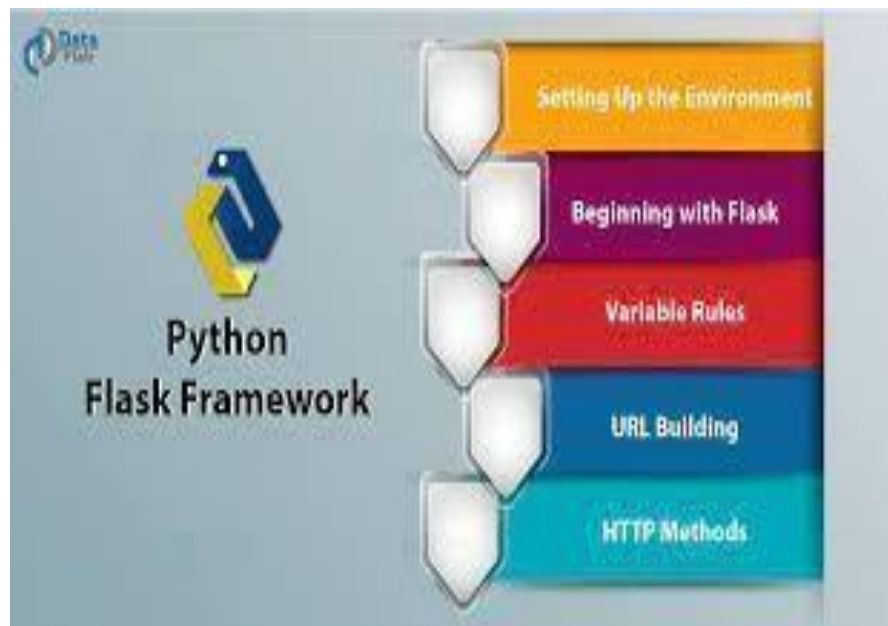 Data
Flair
Python
Flask Framework
Setting Up the Environment
Beginning with Flask
Variable Rules
URL Building
HTTP Methods